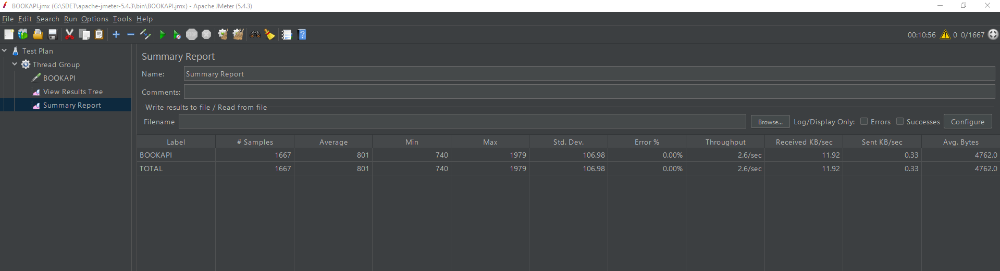 BOOKAPI.jmx (G:\SDET\apache-jmeter-5.4.3\bin\BOOKAPI.jmx) - Apache JMeter (5.4.3)
File Edit Search Run Options Tools Help
00:10:56 0 0/1667
Test Plan
Thread Group
BOOKAPI
View Results Tree
Summary Report
Summary Report
Name: Summary Report
Comments:
Write results to file / Read from file
Filename Browse... Log/Display Only: Errors Successes Configure
Label # Samples Average Min Max Std. Dev. Error % Throughput Received KB/sec Sent KB/sec Avg. Bytes
BOOKAPI 1667 801 740 1979 106.98 0.00% 2.6/sec 11.92 0.33 4762.0
TOTAL 1667 801 740 1979 106.98 0.00% 2.6/sec 11.92 0.33 4762.0